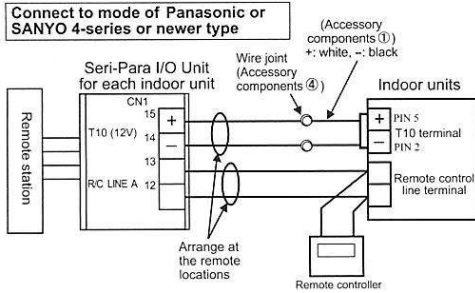 Connect to mode of Panasonic or
SANYO 4-series or newer type
(Accessory
components ①)
+: white, –: black
Wire joint
(Accessory
components ④)
Seri-Para I/O Unit
for each indoor unit
Indoor units
CN1
15
+
T10 (12V)
14
–
13
R/C LINE A
12
Remote station
+
PIN 5
T10 terminal
–
PIN 2
Remote control
line terminal
Arrange at
the remote
locations
Remote controller